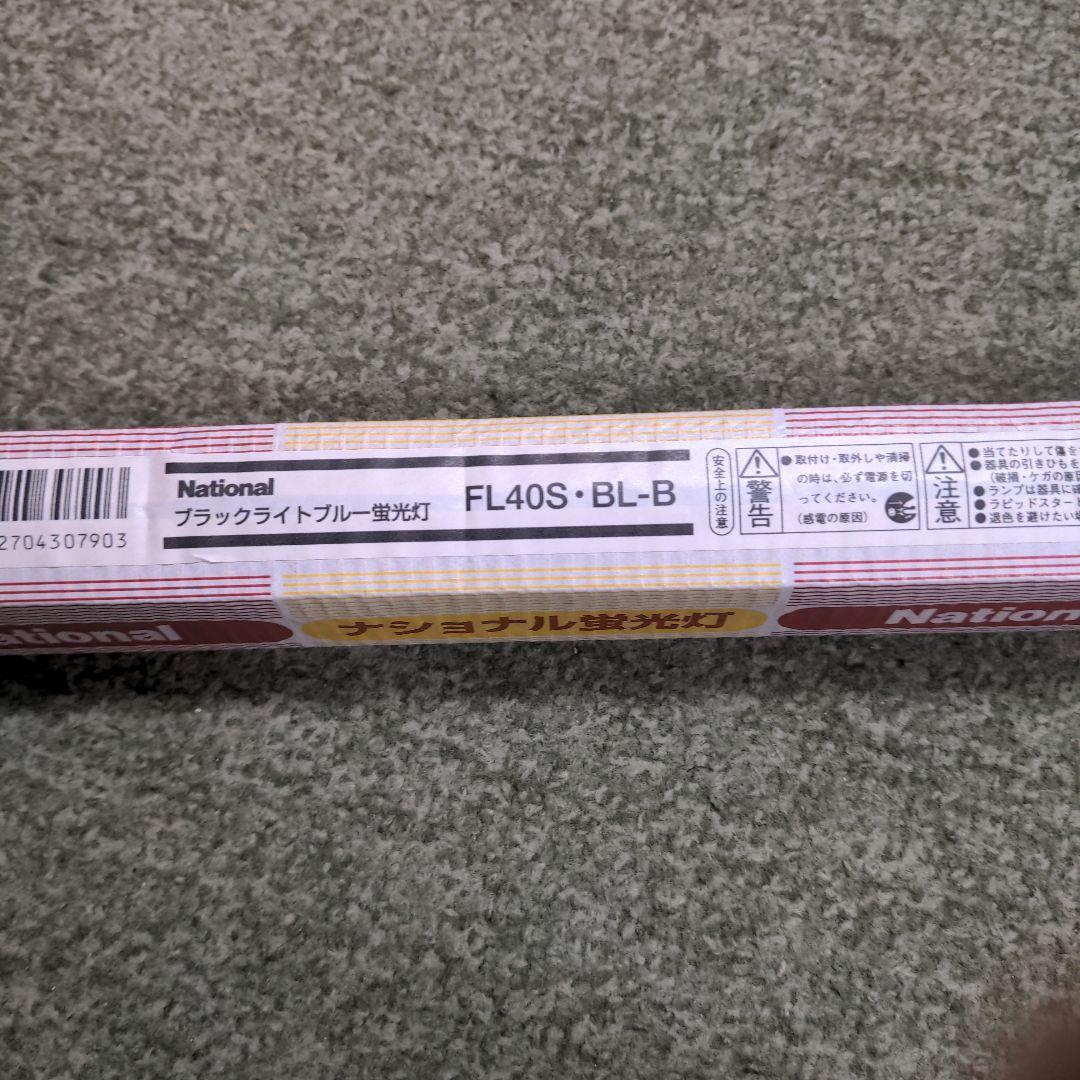 2704307903
National
ブラックライトブルー蛍光灯
FL40S・BL-B
安全上の注意
警告
●取付け・取外しや清掃
の時は、必ず電源を切
ってください。
(感電の原因)
注意
●当てたりして傷を
●器具の引きひもを
(破損・ケガの原因
●ランプは器具に確
●ラピッドスター
●退色を避けたい場
ational
ナショナル蛍光灯
Nation